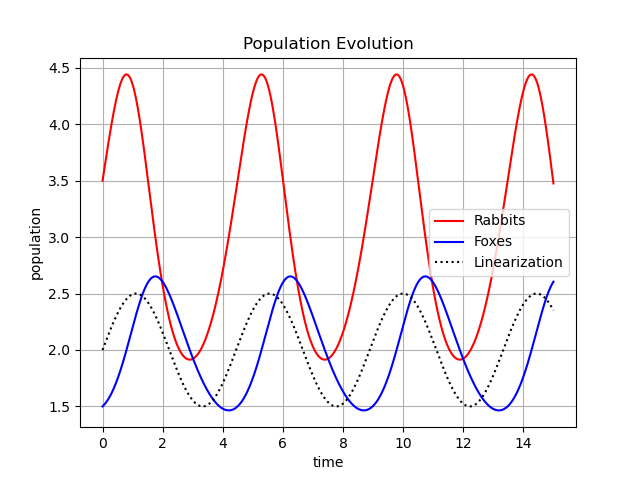 Population Evolution
4.5
4.0
3.5
3.0
2.5
2.0
1.5
population
Rabbits
Foxes
Linearization
0 2 4 6 8 10 12 14
time